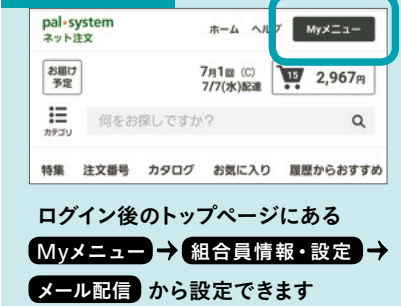 pal*system
ネット注文
ホーム ヘルプ Myメニュー
お届け予定
7月1回 (C)
7/7(水)配達
15 2,967円
カテゴリ
何をお探しですか?
特集 注文番号 カタログ お気に入り 履歴からおすすめ
ログイン後のトップページにある
Myメニュー→組合員情報・設定→
メール配信から設定できます